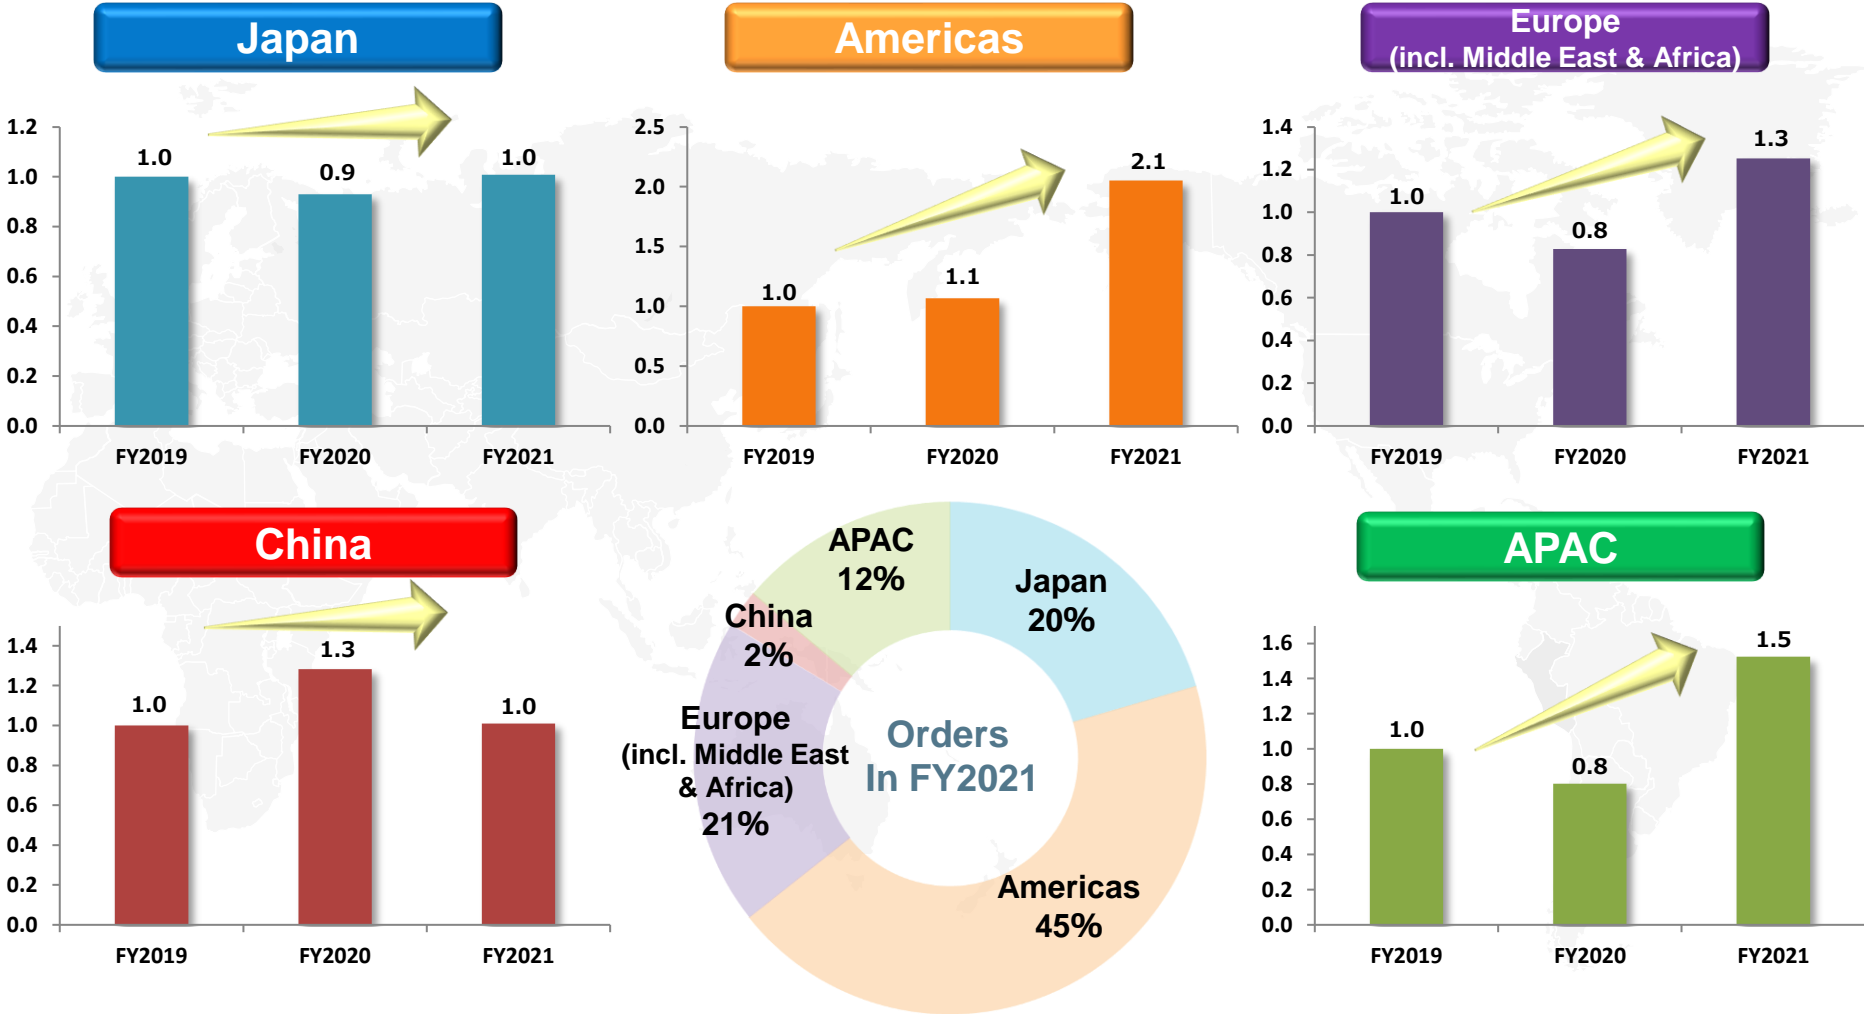 Japan
1.2
1.0
0.8
0.6
0.4
0.2
0.0
1.0
0.9
1.0
FY2019
FY2020
FY2021
Americas
2.5
2.0
1.5
1.0
0.5
0.0
1.0
1.1
2.1
FY2019
FY2020
FY2021
Europe
(incl. Middle East & Africa)
1.4
1.2
1.0
0.8
0.6
0.4
0.2
0.0
1.0
0.8
1.3
FY2019
FY2020
FY2021
China
1.4
1.2
1.0
0.8
0.6
0.4
0.2
0.0
1.0
1.3
1.0
FY2019
FY2020
FY2021
APAC
12%
Japan
20%
China
2%
Europe
(incl. Middle East
& Africa)
21%
Orders
In FY2021
Americas
45%
APAC
1.6
1.4
1.2
1.0
0.8
0.6
0.4
0.2
0.0
1.0
0.8
1.5
FY2019
FY2020
FY2021